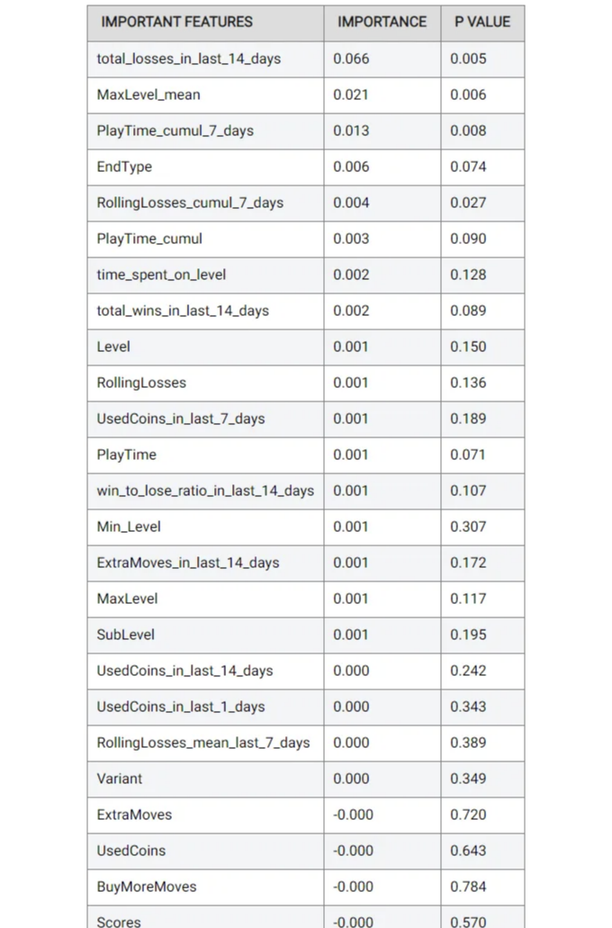 IMPORTANT FEATURES IMPORTANCE P VALUE
total_losses_in_last_14_days 0.066 0.005
MaxLevel_mean 0.021 0.006
PlayTime_cumul_7_days 0.013 0.008
EndType 0.006 0.074
RollingLosses_cumul_7_days 0.004 0.027
PlayTime_cumul 0.003 0.090
time_spent_on_level 0.002 0.128
total_wins_in_last_14_days 0.002 0.089
Level 0.001 0.150
RollingLosses 0.001 0.136
UsedCoins_in_last_7_days 0.001 0.189
PlayTime 0.001 0.071
win_to_lose_ratio_in_last_14_days 0.001 0.107
Min_Level 0.001 0.307
ExtraMoves_in_last_14_days 0.001 0.172
MaxLevel 0.001 0.117
SubLevel 0.001 0.195
UsedCoins_in_last_14_days 0.000 0.242
UsedCoins_in_last_1_days 0.000 0.343
RollingLosses_mean_last_7_days 0.000 0.389
Variant 0.000 0.349
ExtraMoves -0.000 0.720
UsedCoins -0.000 0.643
BuyMoreMoves -0.000 0.784
Scores -0.000 0.570